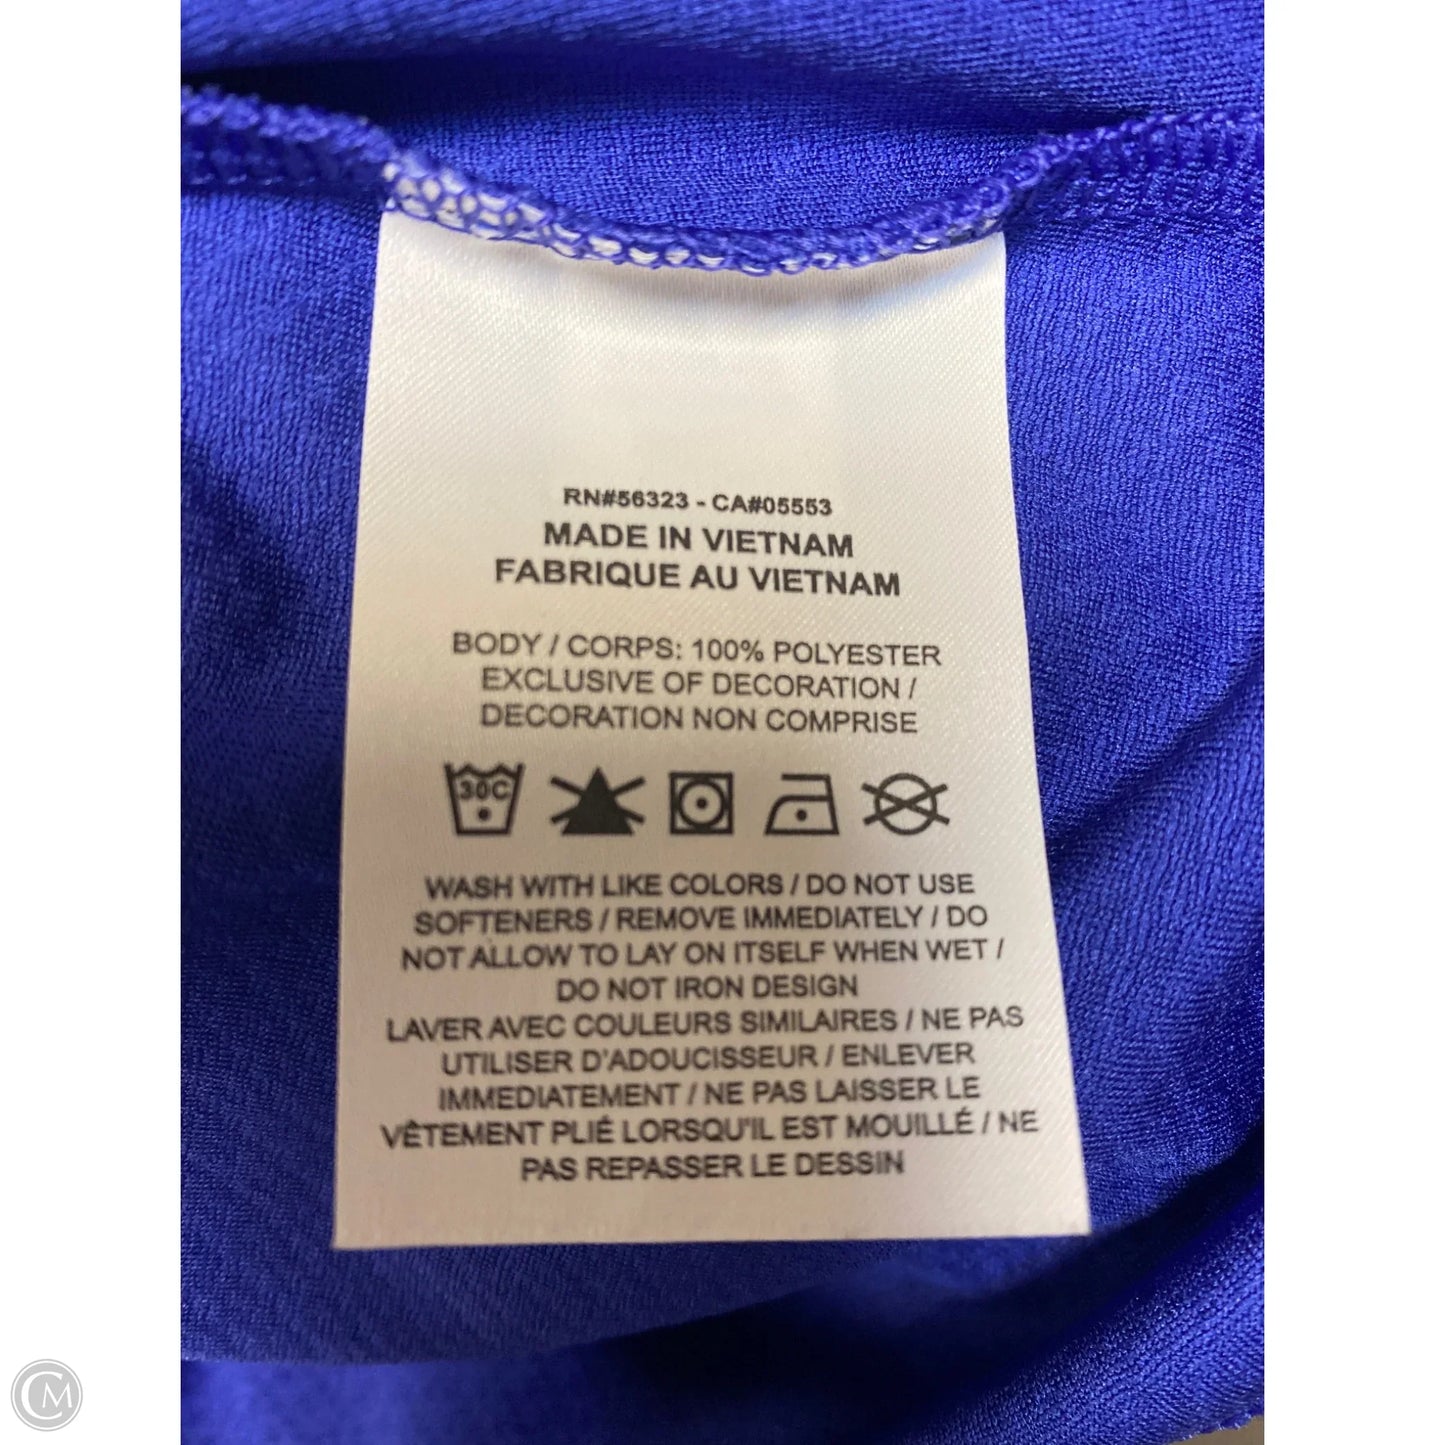 RN#56323 - CA#05553
MADE IN VIETNAM
FABRIQUE AU VIETNAM
BODY / CORPS: 100% POLYESTER
EXCLUSIVE OF DECORATION /
DECORATION NON COMPRISE
30C
WASH WITH LIKE COLORS / DO NOT USE
SOFTENERS / REMOVE IMMEDIATELY / DO
NOT ALLOW TO LAY ON ITSELF WHEN WET /
DO NOT IRON DESIGN
LAVER AVEC COULEURS SIMILAIRES / NE PAS
UTILISER D'ADOUCISSEUR / ENLEVER
IMMEDIATEMENT / NE PAS LAISSER LE
VÊTEMENT PLIÉ LORSQU'IL EST MOUILLÉ / NE
PAS REPASSER LE DESSIN
CM